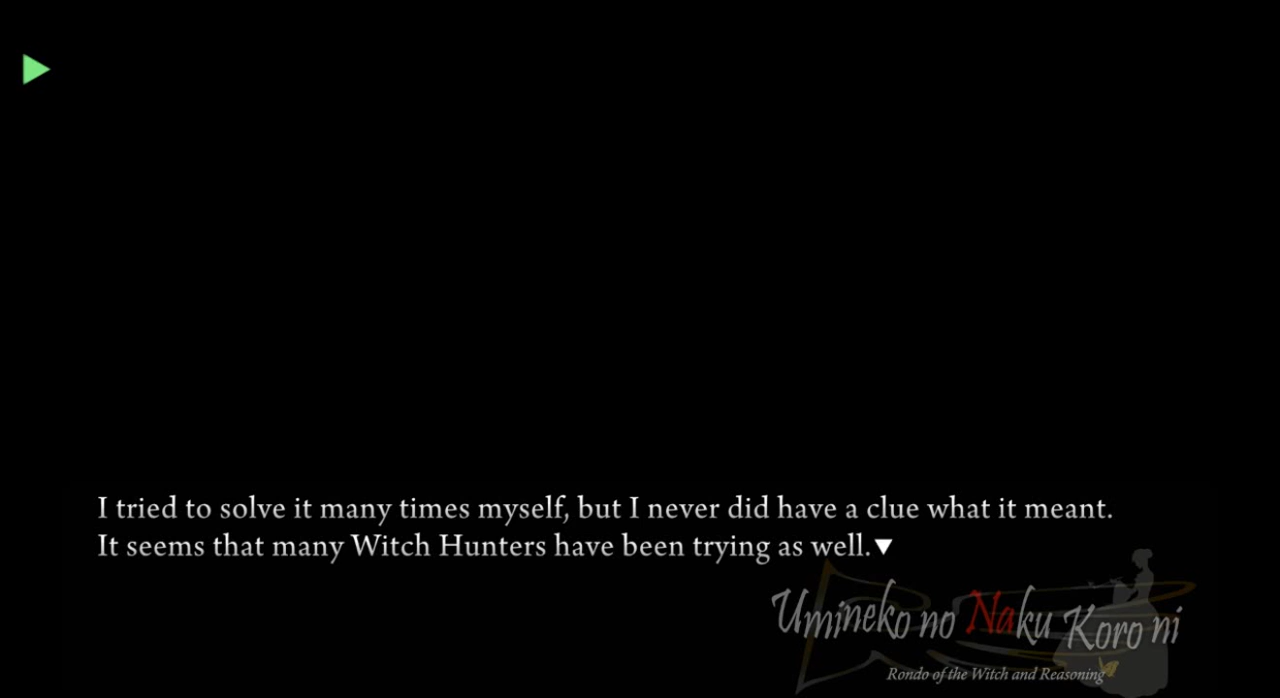 I tried to solve it many times myself, but I never did have a clue what it meant.
It seems that many Witch Hunters have been trying as well.▼
Umineko no Naku Koro ni
Rondo of the Witch and Reasoning